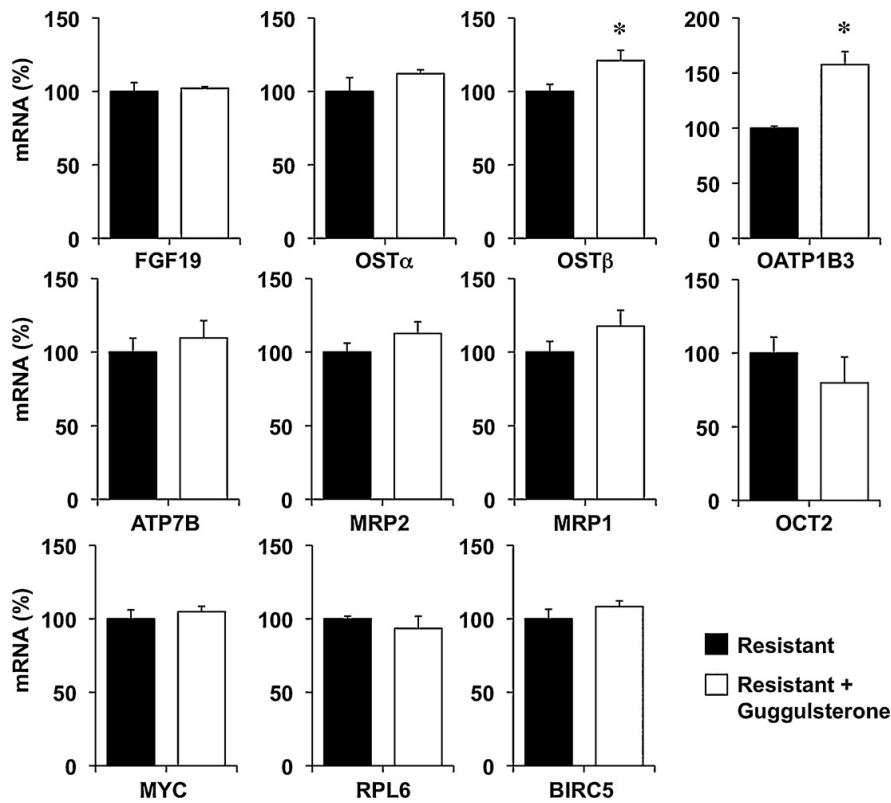 mRNA (%)
150
100
50
0
FGF19
150
100
50
0
OSTα
150
100
50
0
*
OSTβ
200
150
100
50
0
*
OATP1B3
mRNA (%)
150
100
50
0
ATP7B
150
100
50
0
MRP2
150
100
50
0
MRP1
150
100
50
0
OCT2
mRNA (%)
150
100
50
0
MYC
150
100
50
0
RPL6
150
100
50
0
BIRC5
Resistant
Resistant +
Guggulsterone